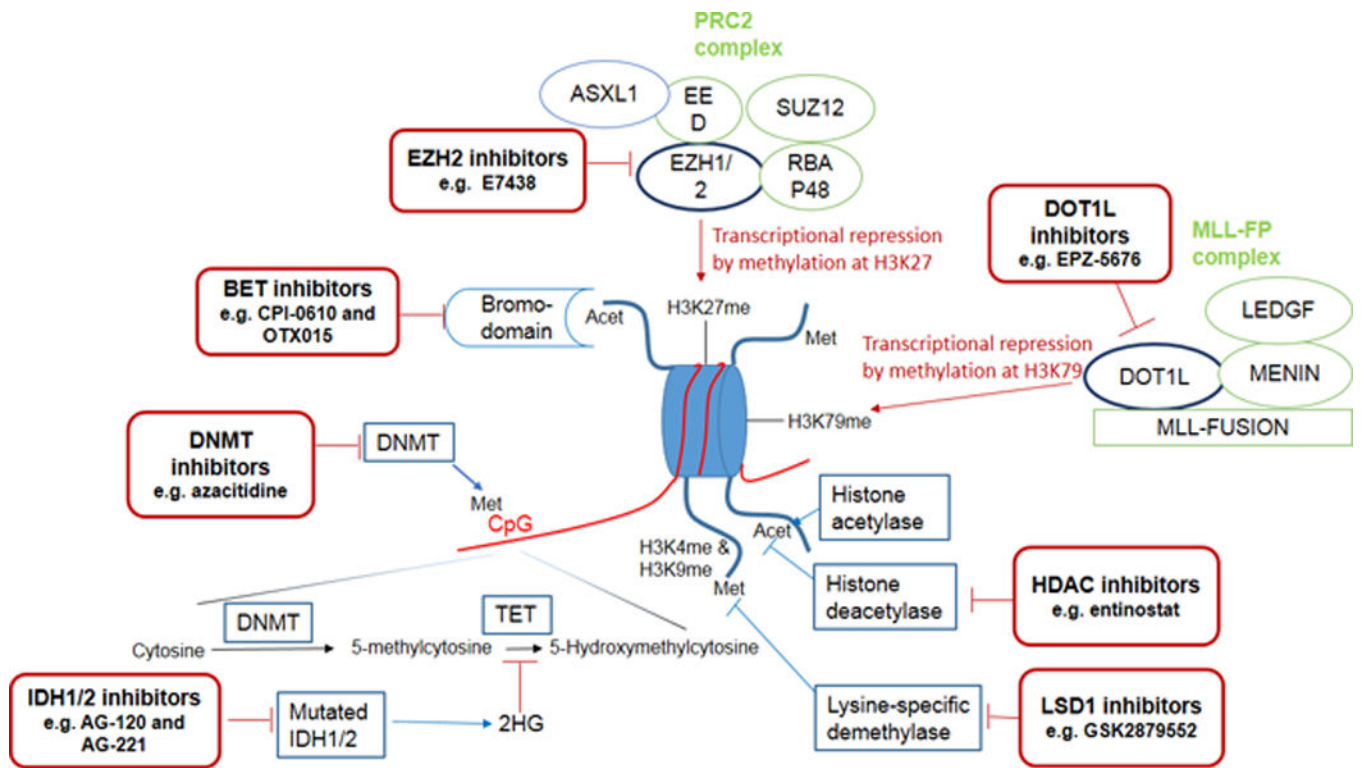 PRC2
complex
ASXL1
EE
D
SUZ12
EZH2 inhibitors
e.g. E7438
EZH1/
2
RBA
P48
DOT1L
inhibitors
e.g. EPZ-5676
MLL-FP
complex
Transcriptional repression
by methylation at H3K27
BET inhibitors
e.g. CPI-0610 and
OTX015
Bromo-
domain
Acet
H3K27me
Met
LEDGF
Transcriptional repression
by methylation at H3K79
DOT1L
MENIN
MLL-FUSION
H3K79me
DNMT
inhibitors
e.g. azacitidine
DNMT
Met
CpG
Histone
acetylase
Acet
H3K4me &
H3K9me
Met
Histone
deacetylase
HDAC inhibitors
e.g. entinostat
DNMT
TET
Cytosine
5-methylcytosine
5-Hydroxymethylcytosine
IDH1/2 inhibitors
e.g. AG-120 and
AG-221
Mutated
IDH1/2
2HG
Lysine-specific
demethylase
LSD1 inhibitors
e.g. GSK2879552